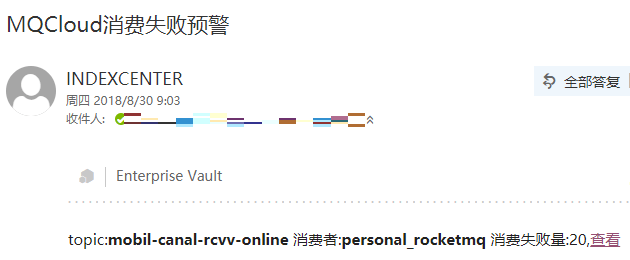 MQCloud消费失败预警
INDEXCENTER
周四 2018/8/30 9:03
全部答复
收件人:
Enterprise Vault
topic:mobil-canal-rcvv-online 消费者:personal_rocketmq 消费失败量:20,查看